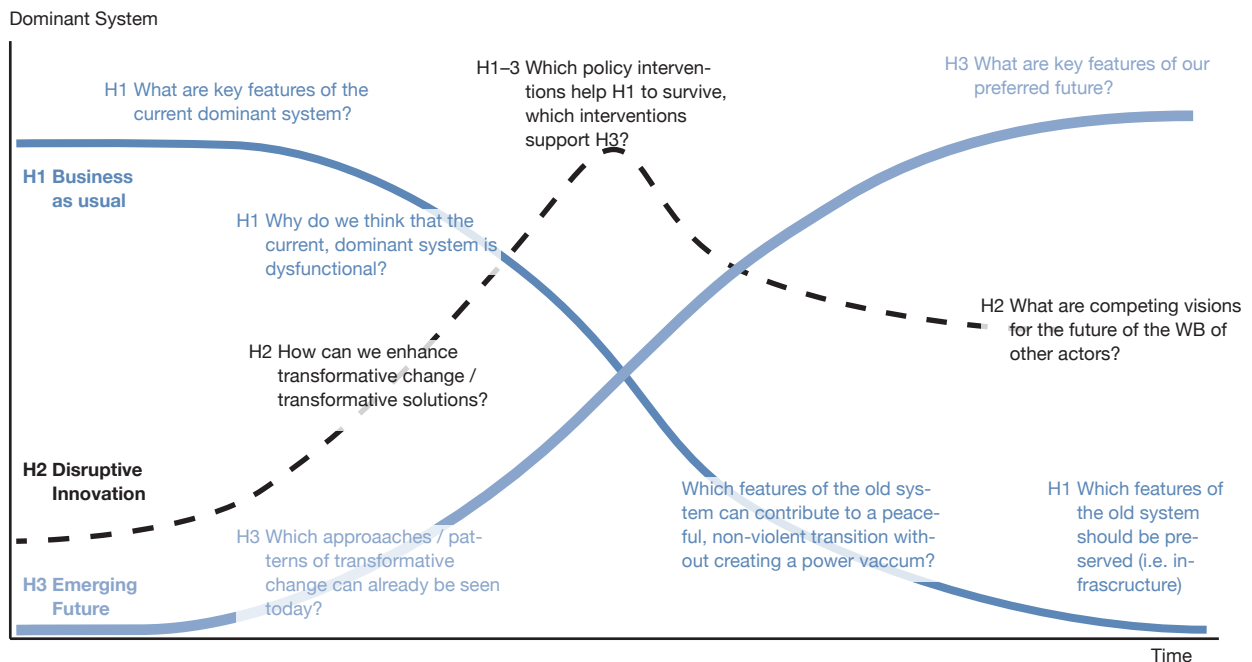 Dominant System
H1 What are key features of the
current dominant system?
H1–3 Which policy interven-
tions help H1 to survive,
which interventions
support H3?
H3 What are key features of our
preferred future?
H1 Business
as usual
H1 Why do we think that the
current, dominant system is
dysfunctional?
H2 How can we enhance
transformative change /
transformative solutions?
H2 What are competing visions
for the future of the WB of
other actors?
H2 Disruptive
Innovation
H3 Which approaaches / pat-
terns of transformative
change can already be seen
today?
Which features of the old sys-
tem can contribute to a peace-
ful, non-violent transition with-
out creating a power vaccum?
H1 Which features of
the old system
should be pre-
served (i.e. in-
frascructure)
H3 Emerging
Future
Time